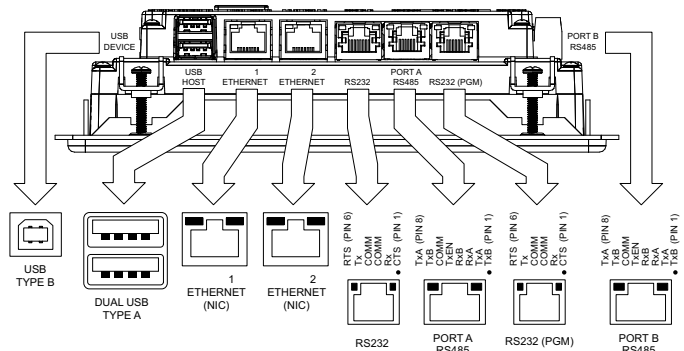 USB
DEVICE
PORT B
RS485
USB
HOST
1
ETHERNET
2
ETHERNET
RS232
PORT A
RS485
RS232 (PGM)
USB
TYPE B
DUAL USB
TYPE A
1
ETHERNET
(NIC)
2
ETHERNET
(NIC)
RTS (PIN 6)
Tx
COMM
COMM
Rx
CTS (PIN 1)
RS232
TxA (PIN 8)
TxB
COMM
TxEN
RxB
RxA
TxA
TxB (PIN 1)
PORT A
RS485
RTS (PIN 6)
Tx
COMM
COMM
Rx
CTS (PIN 1)
RS232 (PGM)
TxA (PIN 8)
TxB
COMM
TxEN
RxB
RxA
TxA
TxB (PIN 1)
PORT B
RS485